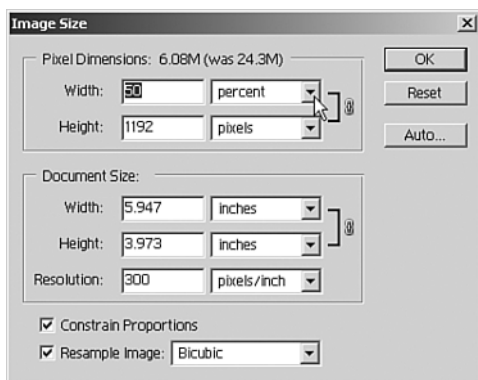 Image Size
Pixel Dimensions: 6.08M (was 24.3M)
Width: 50 percent
Height: 1192 pixels
OK
Reset
Auto...
Document Size:
Width: 5.947 inches
Height: 3.973 inches
Resolution: 300 pixels/inch
Constrain Proportions
Resample Image: Bicubic